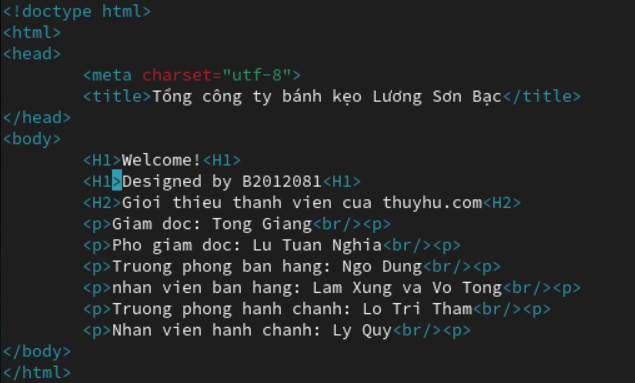 <!doctype html>
<html>
<head>
        <meta charset="utf-8">
        <title>Tổng công ty bánh kẹo Lương Sơn Bạc</title>
</head>
<body>
        <H1>Welcome!<H1>
        <H1>Designed by B2012081<H1>
        <H2>Gioi thieu thanh vien cua thuyhu.com<H2>
        <p>Giam doc: Tong Giang<br/><p>
        <p>Pho giam doc: Lu Tuan Nghia<br/><p>
        <p>Truong phong ban hang: Ngo Dung<br/><p>
        <p>nhan vien ban hang: Lam Xung va Vo Tong<br/><p>
        <p>Truong phong hanh chanh: Lo Tri Tham<br/><p>
        <p>Nhan vien hanh chanh: Ly Quy<br/><p>
</body>
</html>